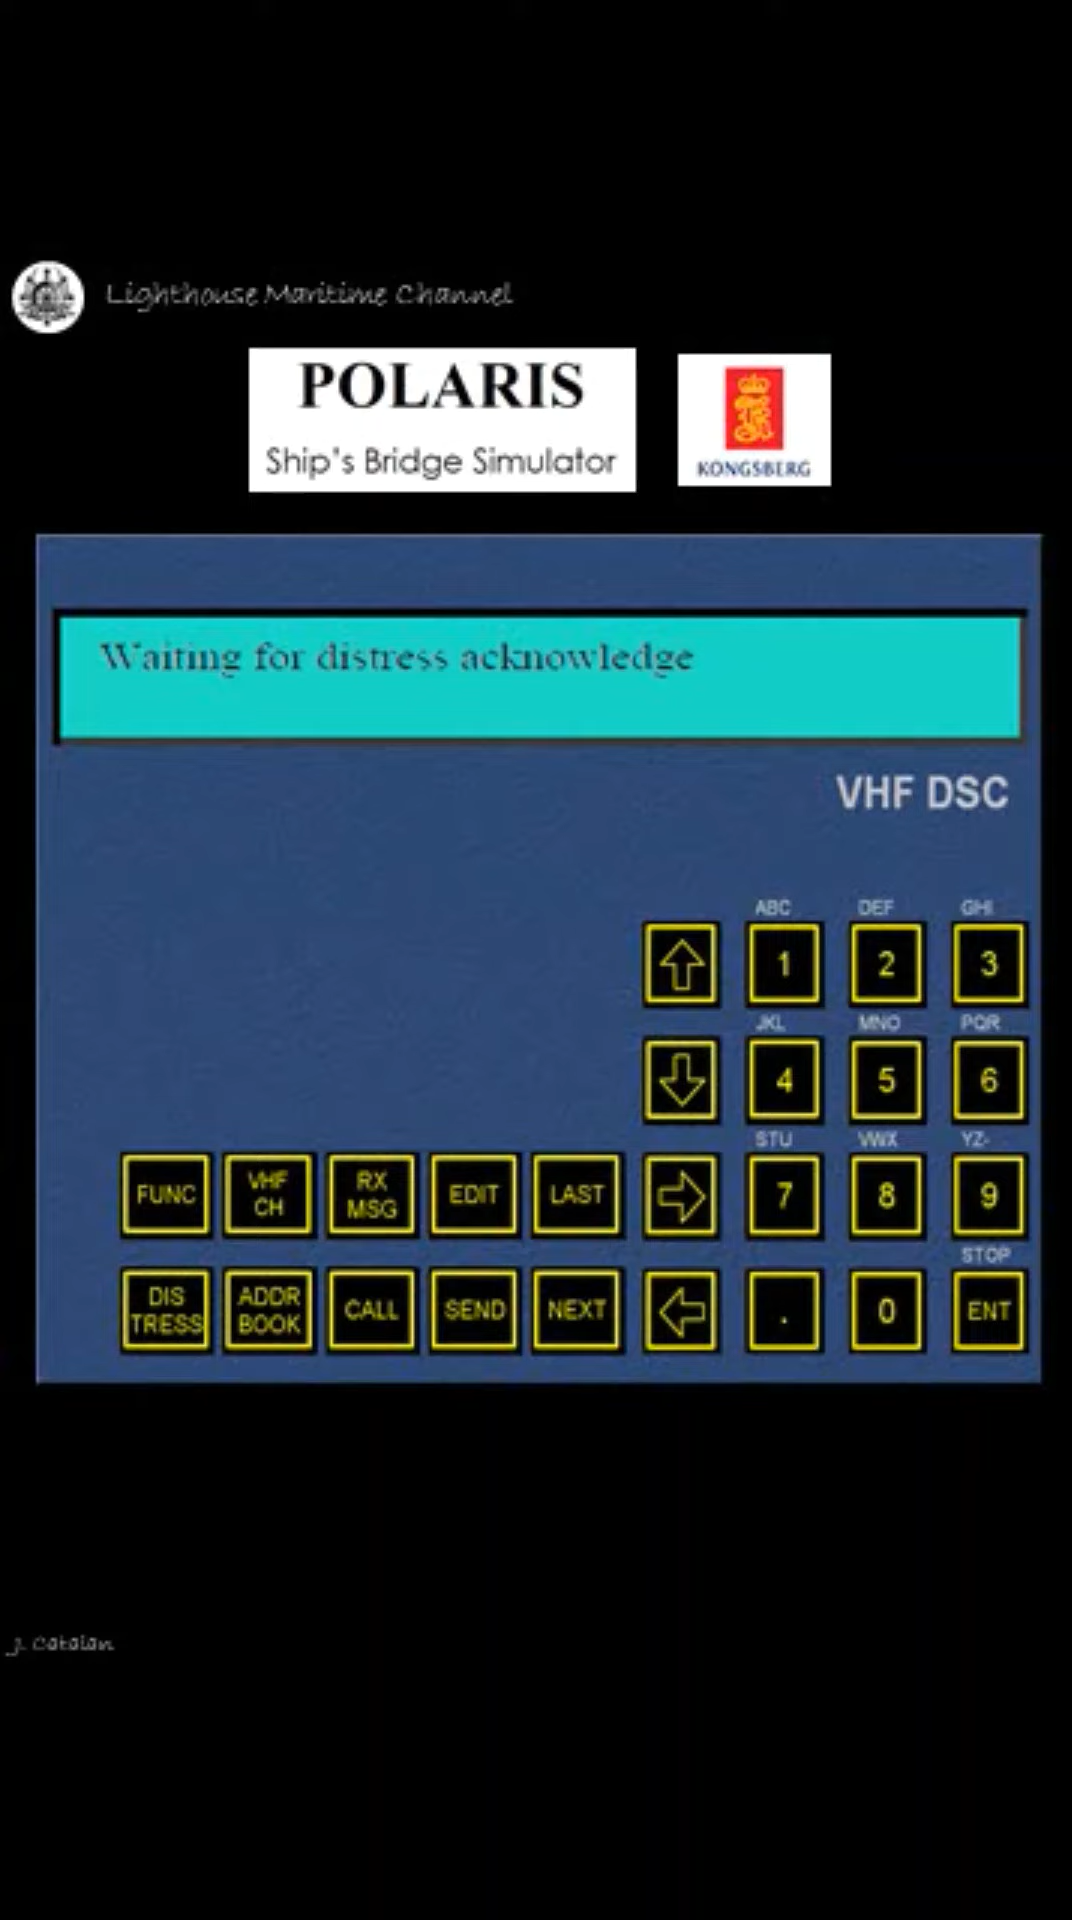 Lighthouse Maritime Channel
POLARIS
Ship's Bridge Simulator
KONGSBERG
Waiting for distress acknowledge
VHF DSC
ABC DEF GHI
1 2 3
JKL MNO PQR
4 5 6
STU VWX YZ-
FUNC VHF CH RX MSG EDIT LAST 7 8 9
STOP
DIS TRESS ADDR BOOK CALL SEND NEXT . 0 ENT
J. Catalan